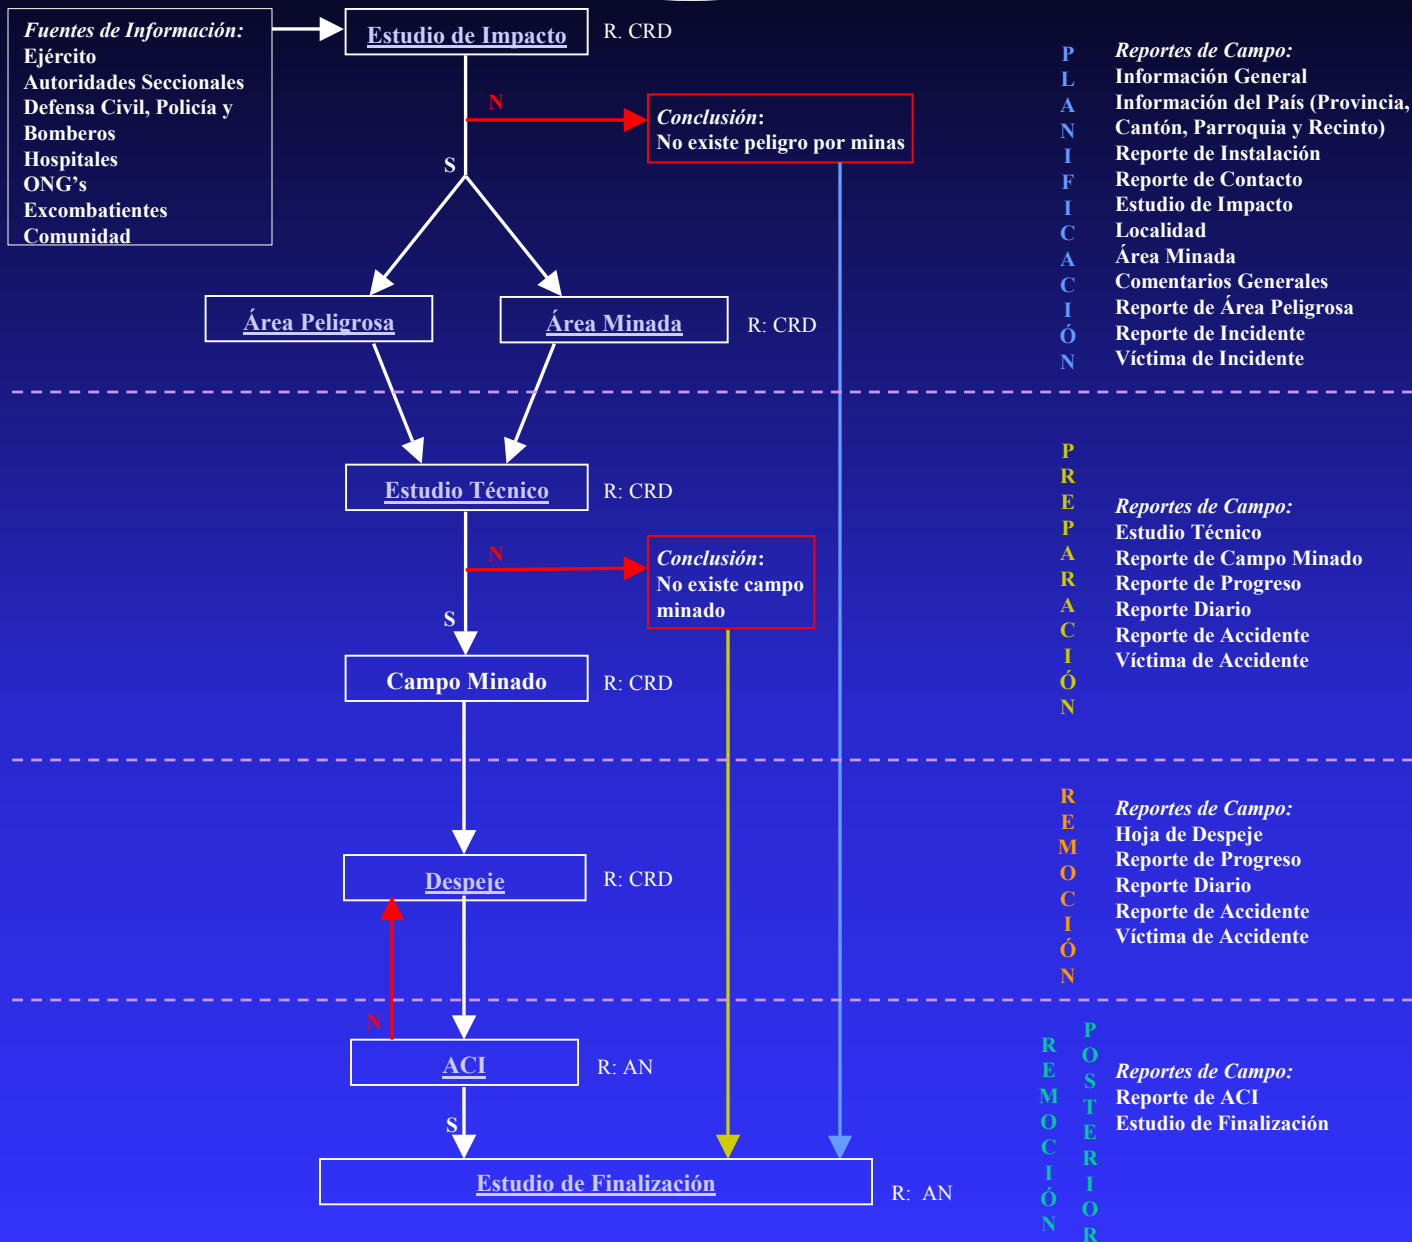 Fuentes de Información:
Ejército
Autoridades Seccionales
Defensa Civil, Policía y
Bomberos
Hospitales
ONG’s
Excombatientes
Comunidad
Estudio de Impacto
R. CRD
N
Conclusión:
No existe peligro por minas
S
Área Peligrosa
Área Minada
R: CRD
PLANIFICACIÓN
Reportes de Campo:
Información General
Información del País (Provincia,
Cantón, Parroquia y Recinto)
Reporte de Instalación
Reporte de Contacto
Estudio de Impacto
Localidad
Área Minada
Comentarios Generales
Reporte de Área Peligrosa
Reporte de Incidente
Víctima de Incidente
Estudio Técnico
R: CRD
N
Conclusión:
No existe campo
minado
S
Campo Minado
R: CRD
PREPARACIÓN
Reportes de Campo:
Estudio Técnico
Reporte de Campo Minado
Reporte de Progreso
Reporte Diario
Reporte de Accidente
Víctima de Accidente
Despeje
R: CRD
REMOCIÓN
Reportes de Campo:
Hoja de Despeje
Reporte de Progreso
Reporte Diario
Reporte de Accidente
Víctima de Accidente
N
ACI
R: AN
S
Estudio de Finalización
R: AN
REMOCIÓN
POSTERIOR
Reportes de Campo:
Reporte de ACI
Estudio de Finalización